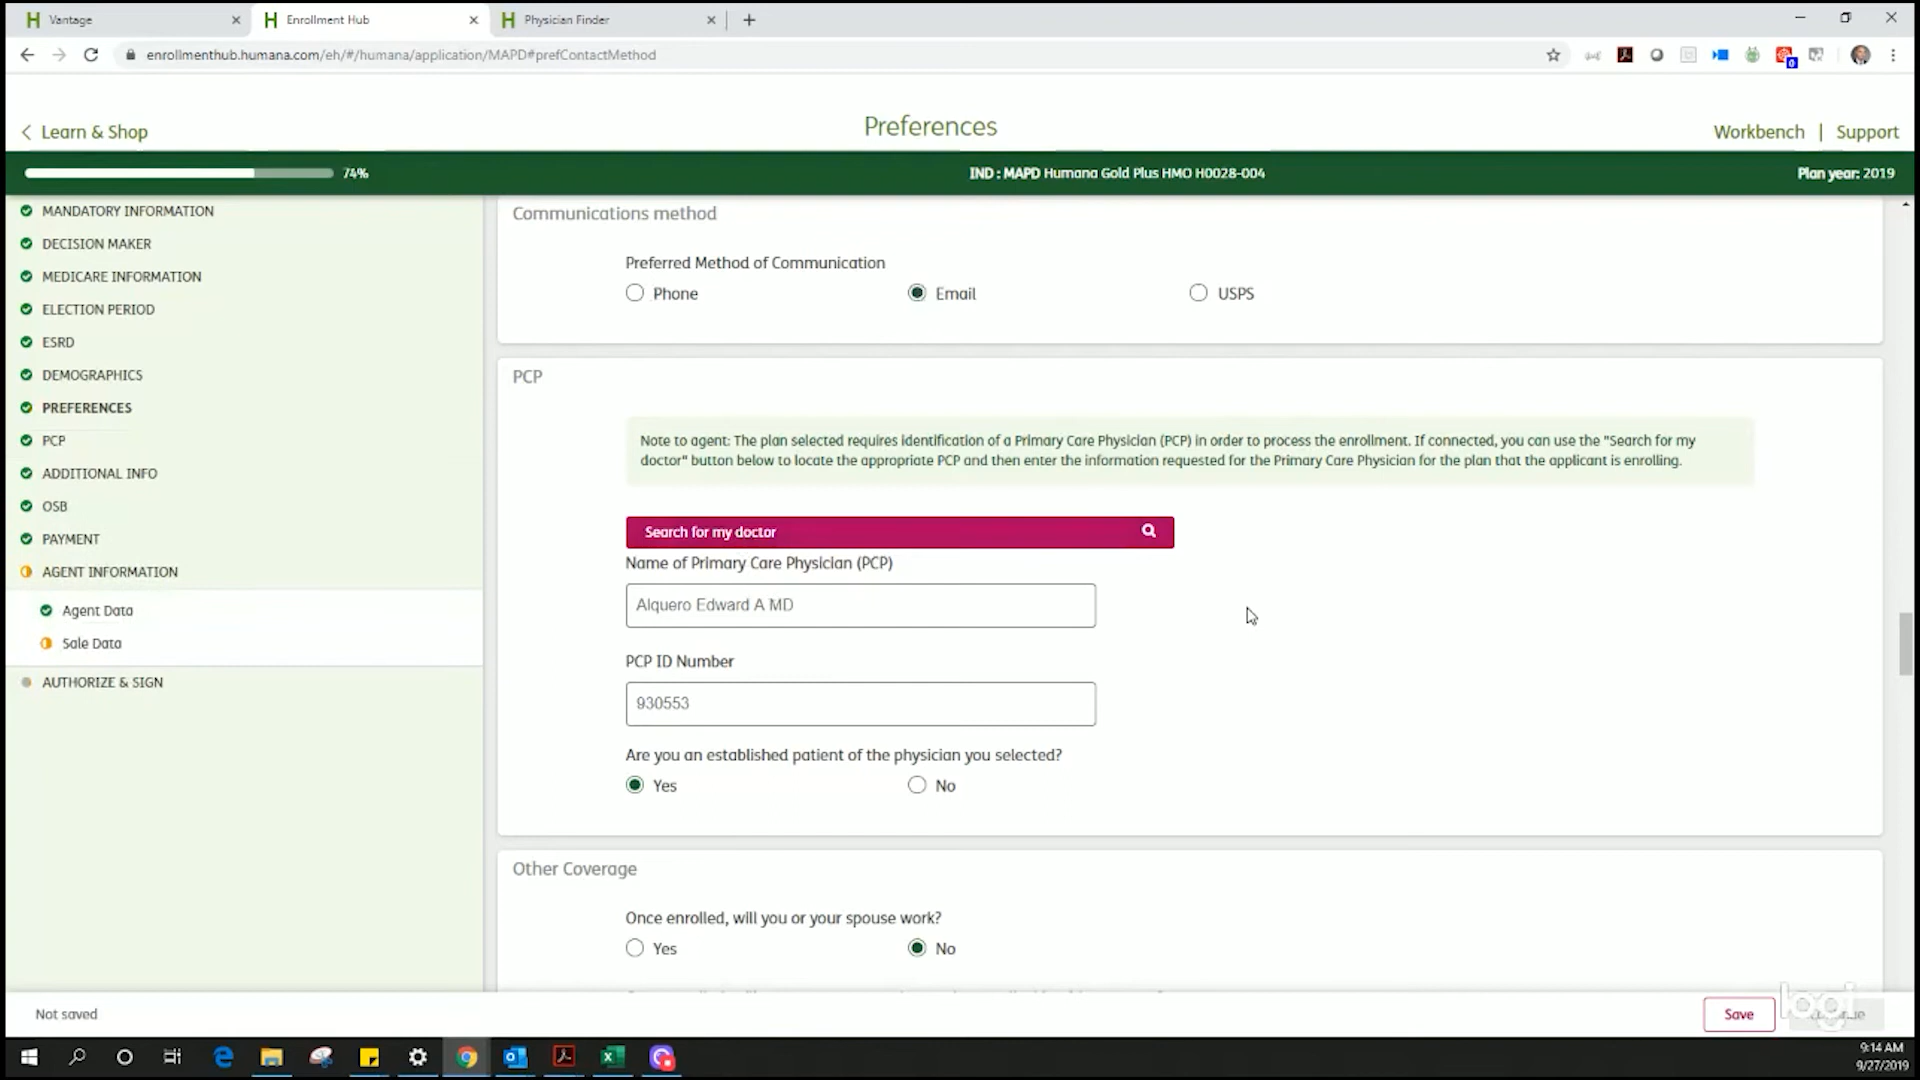 Vantage
Enrollment Hub
Physician Finder
enrollmenthub.humana.com/eh/#/humana/application/MAPD#prefContactMethod
Learn & Shop
Preferences
Workbench | Support
74%
IND : MAPD Humana Gold Plus HMO H0028-004
Plan year: 2019
MANDATORY INFORMATION
DECISION MAKER
MEDICARE INFORMATION
ELECTION PERIOD
ESRD
DEMOGRAPHICS
PREFERENCES
PCP
ADDITIONAL INFO
OSB
PAYMENT
AGENT INFORMATION
Agent Data
Sale Data
AUTHORIZE & SIGN
Communications method
Preferred Method of Communication
Phone
Email
USPS
PCP
Note to agent: The plan selected requires identification of a Primary Care Physician (PCP) in order to process the enrollment. If connected, you can use the "Search for my
doctor" button below to locate the appropriate PCP and then enter the information requested for the Primary Care Physician for the plan that the applicant is enrolling.
Search for my doctor
Name of Primary Care Physician (PCP)
Alquero Edward A MD
PCP ID Number
930553
Are you an established patient of the physician you selected?
Yes
No
Other Coverage
Once enrolled, will you or your spouse work?
Yes
No
Not saved
Save
logi
9:14 AM
9/27/2019